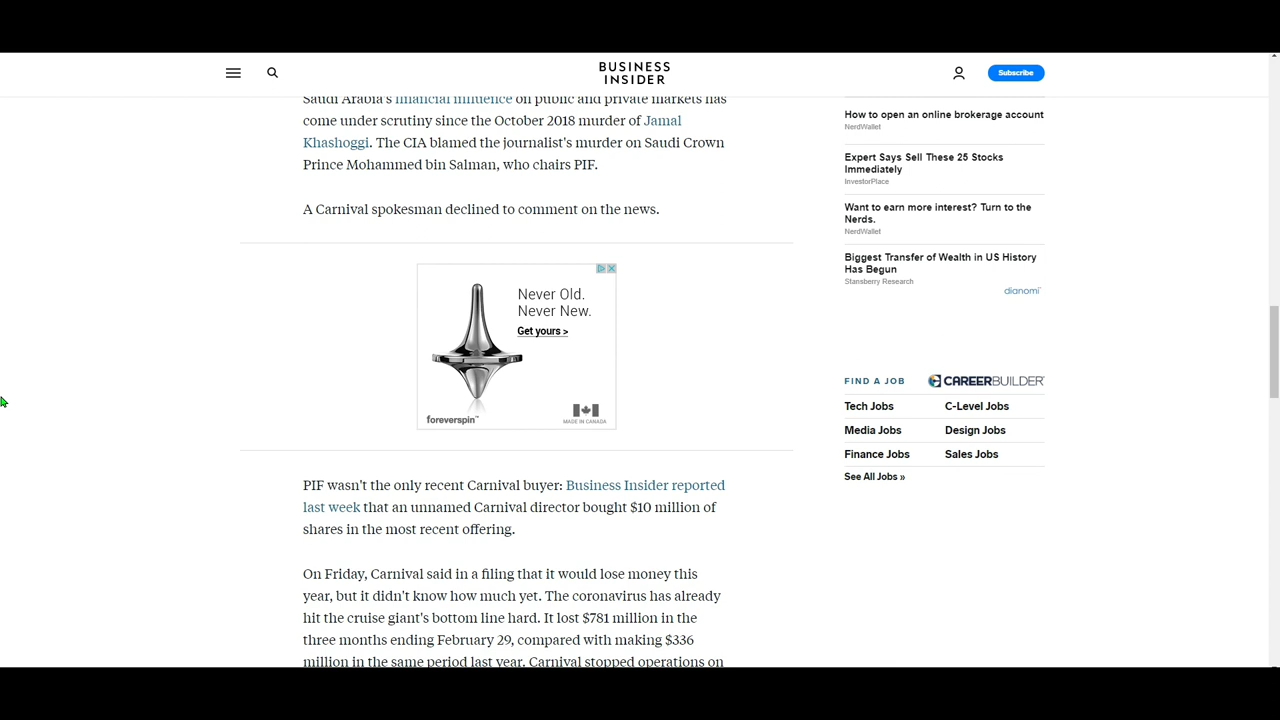 BUSINESS
INSIDER
Subscribe
Saudi Arabia's financial influence on public and private markets has
come under scrutiny since the October 2018 murder of Jamal
Khashoggi. The CIA blamed the journalist's murder on Saudi Crown
Prince Mohammed bin Salman, who chairs PIF.
A Carnival spokesman declined to comment on the news.
Never Old.
Never New.
Get yours >
foreverspin™
MADE IN CANADA
PIF wasn't the only recent Carnival buyer: Business Insider reported
last week that an unnamed Carnival director bought $10 million of
shares in the most recent offering.
On Friday, Carnival said in a filing that it would lose money this
year, but it didn't know how much yet. The coronavirus has already
hit the cruise giant's bottom line hard. It lost $781 million in the
three months ending February 29, compared with making $336
million in the same period last year. Carnival stopped operations on
How to open an online brokerage account
NerdWallet
Expert Says Sell These 25 Stocks
Immediately
InvestorPlace
Want to earn more interest? Turn to the
Nerds.
NerdWallet
Biggest Transfer of Wealth in US History
Has Begun
Stansberry Research
dianomi™
FIND A JOB CAREERBUILDER
Tech Jobs C-Level Jobs
Media Jobs Design Jobs
Finance Jobs Sales Jobs
See All Jobs »